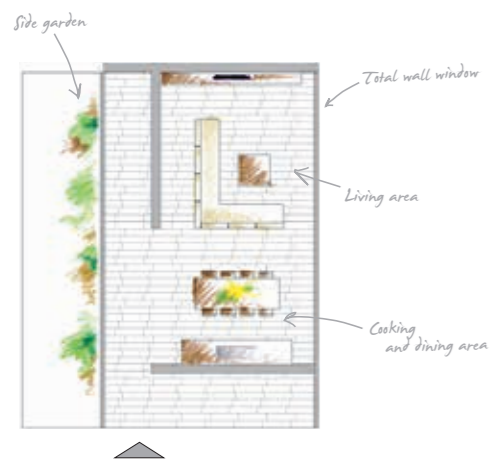 Side garden
Total wall window
Living area
Cooking
and dining area